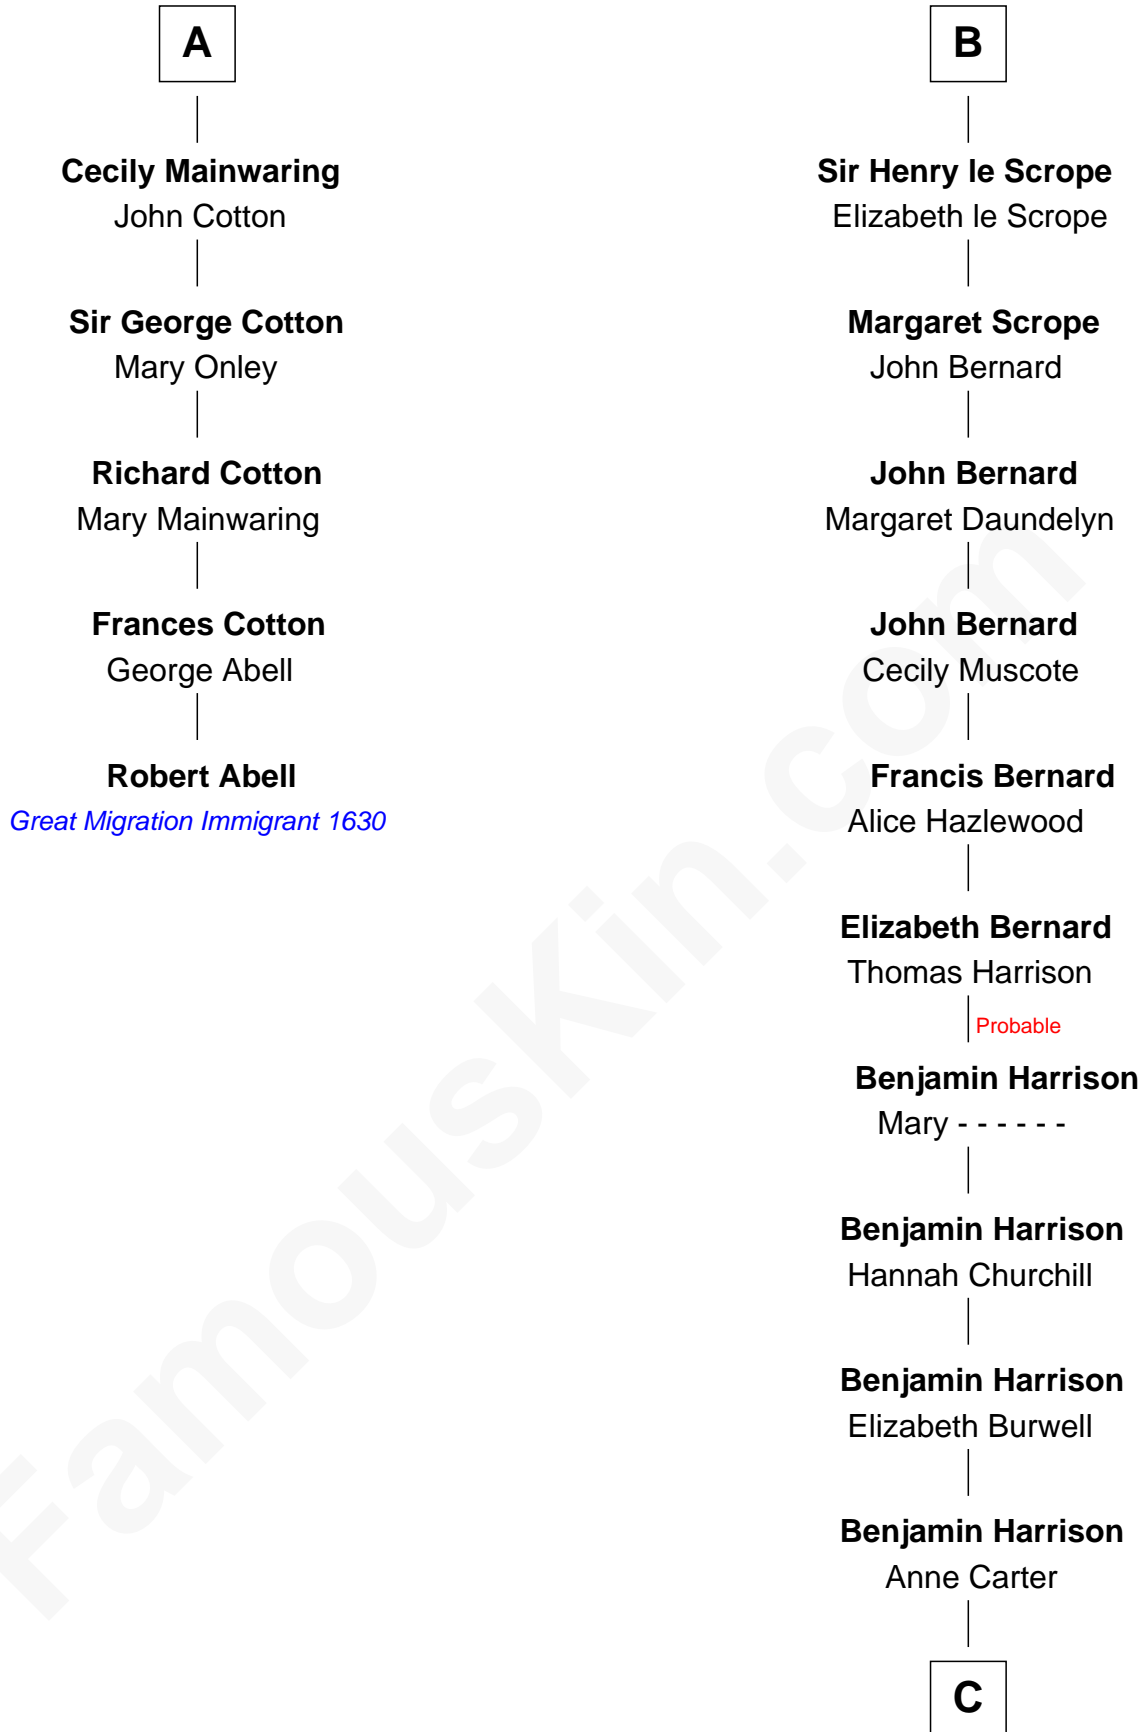 A
Cecily Mainwaring
John Cotton
Sir George Cotton
Mary Onley
Richard Cotton
Mary Mainwaring
Frances Cotton
George Abell
Robert Abell
Great Migration Immigrant 1630
B
Sir Henry le Scrope
Elizabeth le Scrope
Margaret Scrope
John Bernard
John Bernard
Margaret Daundelyn
John Bernard
Cecily Muscote
Francis Bernard
Alice Hazlewood
Elizabeth Bernard
Thomas Harrison
Probable
Benjamin Harrison
Mary - - - - - -
Benjamin Harrison
Hannah Churchill
Benjamin Harrison
Elizabeth Burwell
Benjamin Harrison
Anne Carter
C
FamousKin.com